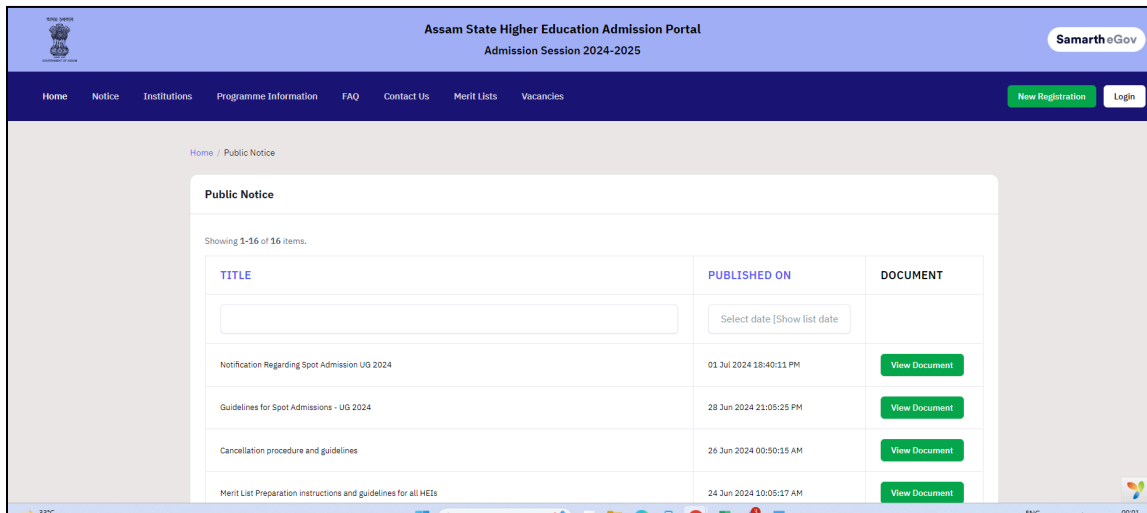 Assam State Higher Education Admission Portal
Admission Session 2024-2025
Samarth eGov
Home Notice Institutions Programme Information FAQ Contact Us Merit Lists Vacancies New Registration Login
Home / Public Notice
Public Notice
Showing 1-16 of 16 items.
TITLE PUBLISHED ON DOCUMENT
Select date [Show list date
Notification Regarding Spot Admission UG 2024 01 Jul 2024 18:40:11 PM View Document
Guidelines for Spot Admissions - UG 2024 28 Jun 2024 21:05:25 PM View Document
Cancellation procedure and guidelines 26 Jun 2024 00:50:15 AM View Document
Merit List Preparation instructions and guidelines for all HEIs 24 Jun 2024 10:05:17 AM View Document